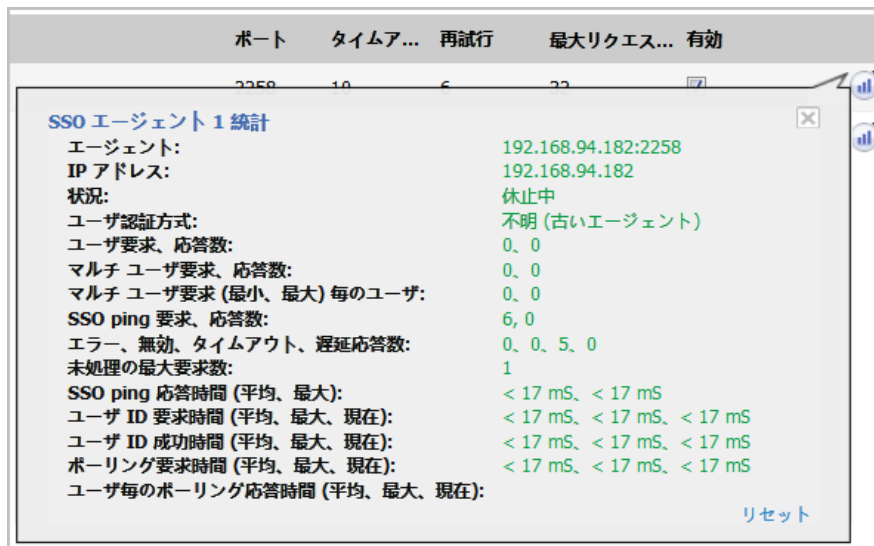 ポート タイムア... 再試行 最大リクエス... 有効
2258 10 6 32
SSO エージェント 1 統計
エージェント: 192.168.94.182:2258
IP アドレス: 192.168.94.182
状況: 休止中
ユーザ認証方式: 不明 (古いエージェント)
ユーザ要求、応答数: 0、0
マルチ ユーザ要求、応答数: 0、0
マルチ ユーザ要求 (最小、最大) 毎のユーザ: 0、0
SSO ping 要求、応答数: 6, 0
エラー、無効、タイムアウト、遅延応答数: 0、0、5、0
未処理の最大要求数: 1
SSO ping 応答時間 (平均、最大): < 17 mS、< 17 mS
ユーザ ID 要求時間 (平均、最大、現在): < 17 mS、< 17 mS、< 17 mS
ユーザ ID 成功時間 (平均、最大、現在): < 17 mS、< 17 mS、< 17 mS
ポーリング要求時間 (平均、最大、現在): < 17 mS、< 17 mS、< 17 mS
ユーザ毎のポーリング応答時間 (平均、最大、現在):
リセット